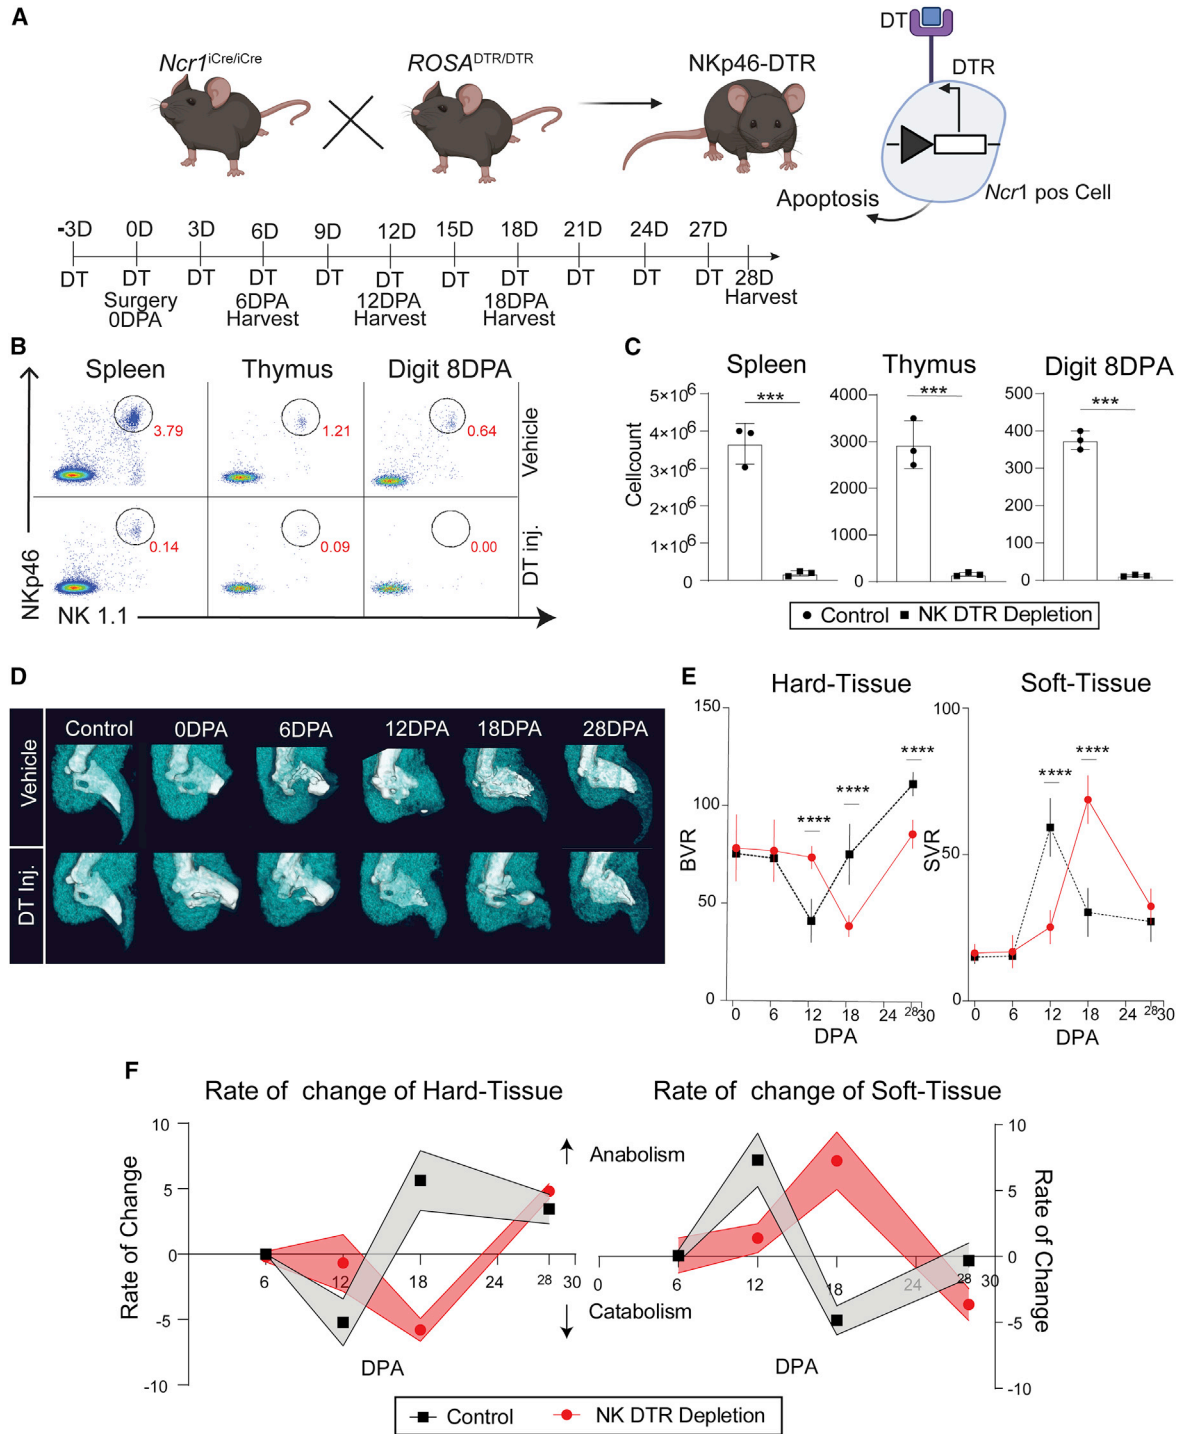 A
Ncr1iCre/iCre
ROSADTR/DTR
NKp46-DTR
DT
DTR
Apoptosis
Ncr1 pos Cell
-3D 0D 3D 6D 9D 12D 15D 18D 21D 24D 27D
DT DT DT DT DT DT DT DT DT DT DT 28D
Surgery 0DPA
6DPA Harvest
12DPA Harvest
18DPA Harvest
Harvest
B
Spleen Thymus Digit 8DPA
3.79 1.21 0.64
Vehicle
0.14 0.09 0.00
DT inj.
NKp46
NK 1.1
C
Spleen Thymus Digit 8DPA
Cellcount
*** *** ***
5×106 4000 500
4×106 3000 400
3×106 2000 300
2×106 1000 200
1×106 0 100
0 0
Control NK DTR Depletion
D
Control 0DPA 6DPA 12DPA 18DPA 28DPA
Vehicle
DT Inj.
E
Hard-Tissue
150
100
50
0
BVR
**** **** ****
0 6 12 18 24 28 30
DPA
Soft-Tissue
100
50
0
SVR
**** ****
0 6 12 18 24 28 30
DPA
F
Rate of change of Hard-Tissue
10
5
0
-5
-10
Rate of Change
6 12 18 24 28 30
DPA
Anabolism
Catabolism
Rate of change of Soft-Tissue
10
5
0
-5
-10
Rate of Change
0 6 12 18 24 28 30
DPA
Control NK DTR Depletion